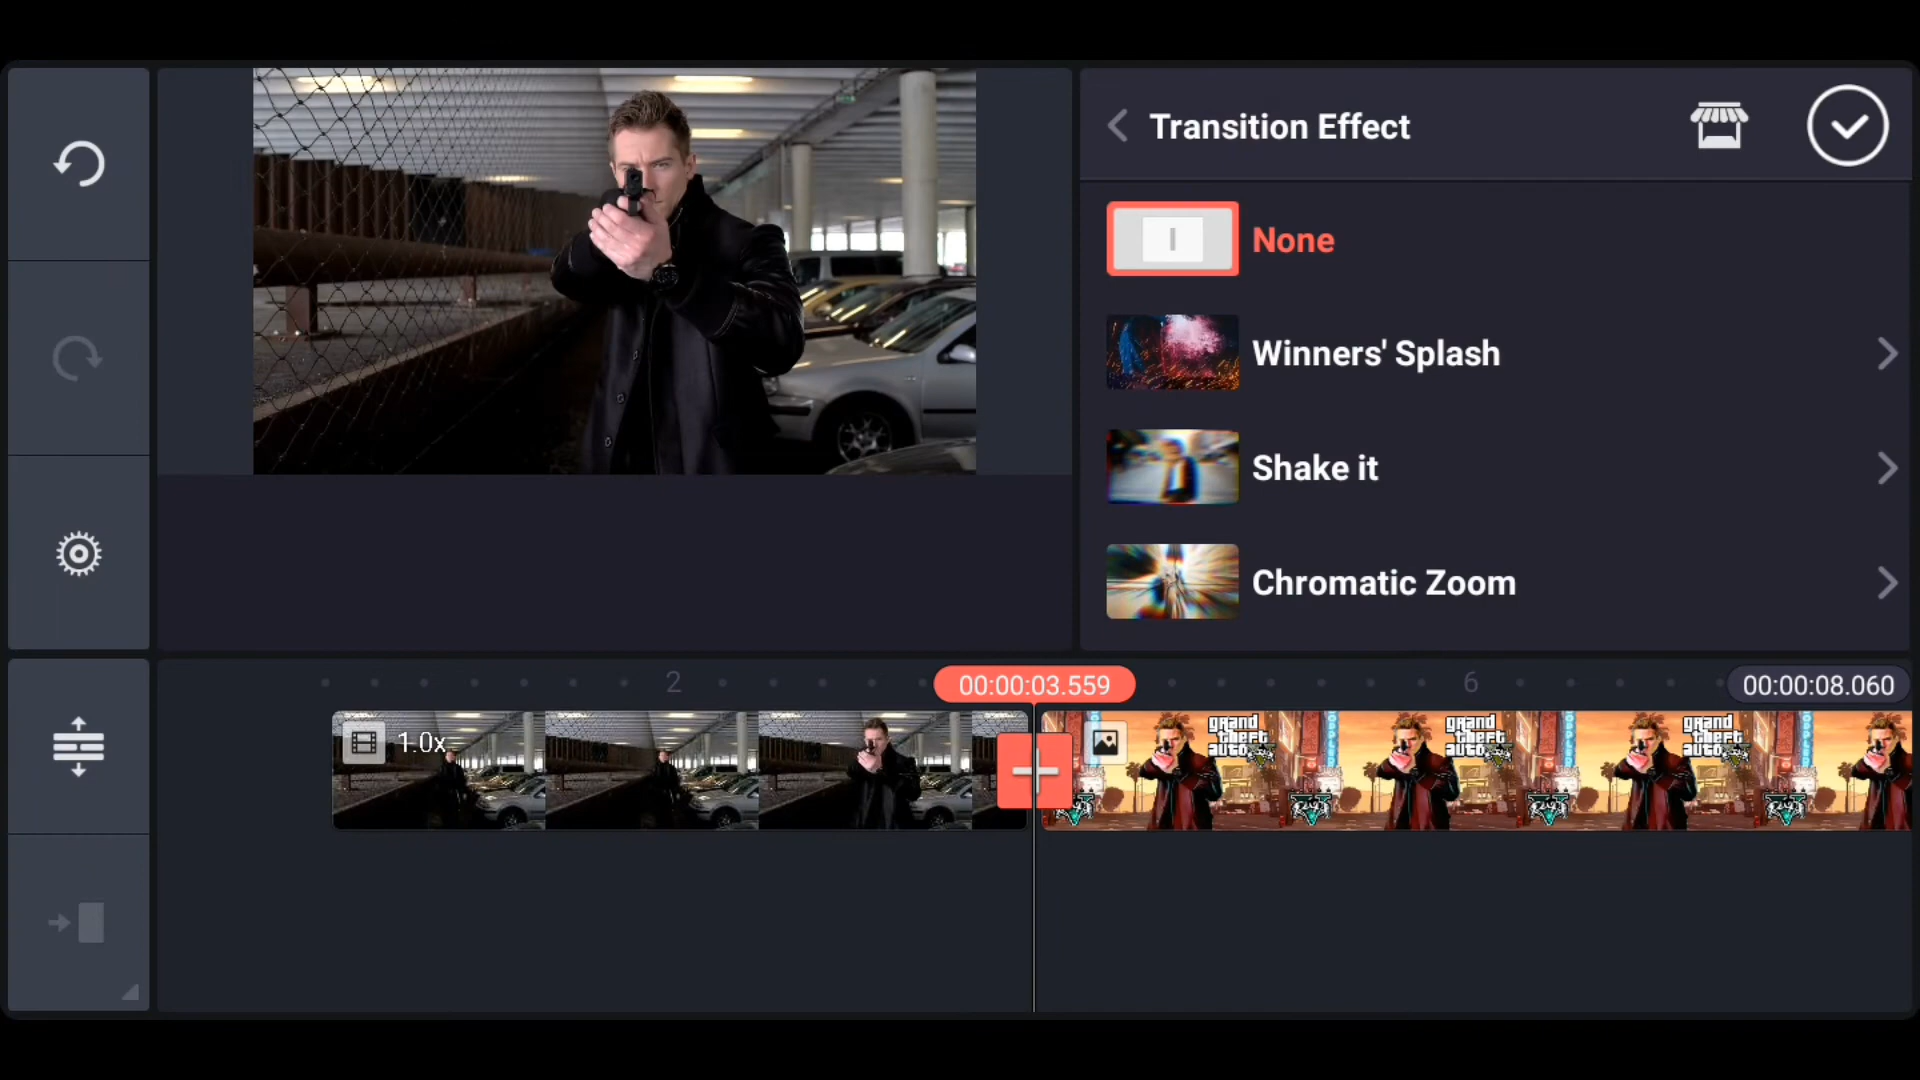 Transition Effect
None
Winners' Splash
Shake it
Chromatic Zoom
2
00:00:03.559
6
00:00:08.060
1.0x
grand
theft
auto
V
grand
theft
auto
V
grand
theft
auto
V